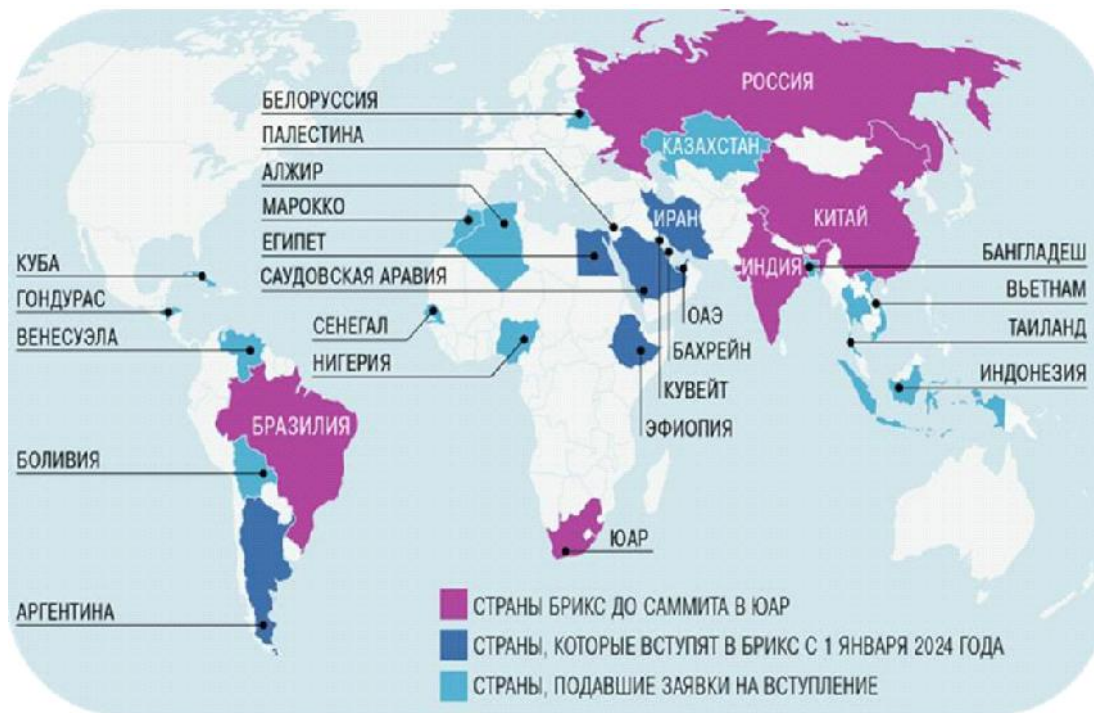 РОССИЯ
БЕЛОРУССИЯ
ПАЛЕСТИНА
КАЗАХСТАН
АЛЖИР
МАРОККО
ИРАН
КИТАЙ
ЕГИПЕТ
БАНГЛАДЕШ
КУБА
САУДОВСКАЯ АРАВИЯ
ИНДИЯ
ВЬЕТНАМ
ГОНДУРАС
ОАЭ
СЕНЕГАЛ
ТАИЛАНД
ВЕНЕСУЭЛА
БАХРЕЙН
НИГЕРИЯ
ИНДОНЕЗИЯ
КУВЕЙТ
БРАЗИЛИЯ
ЭФИОПИЯ
БОЛИВИЯ
ЮАР
СТРАНЫ БРИКС ДО САММИТА В ЮАР
АРГЕНТИНА
СТРАНЫ, КОТОРЫЕ ВСТУПЯТ В БРИКС С 1 ЯНВАРЯ 2024 ГОДА
СТРАНЫ, ПОДАВШИЕ ЗАЯВКИ НА ВСТУПЛЕНИЕ